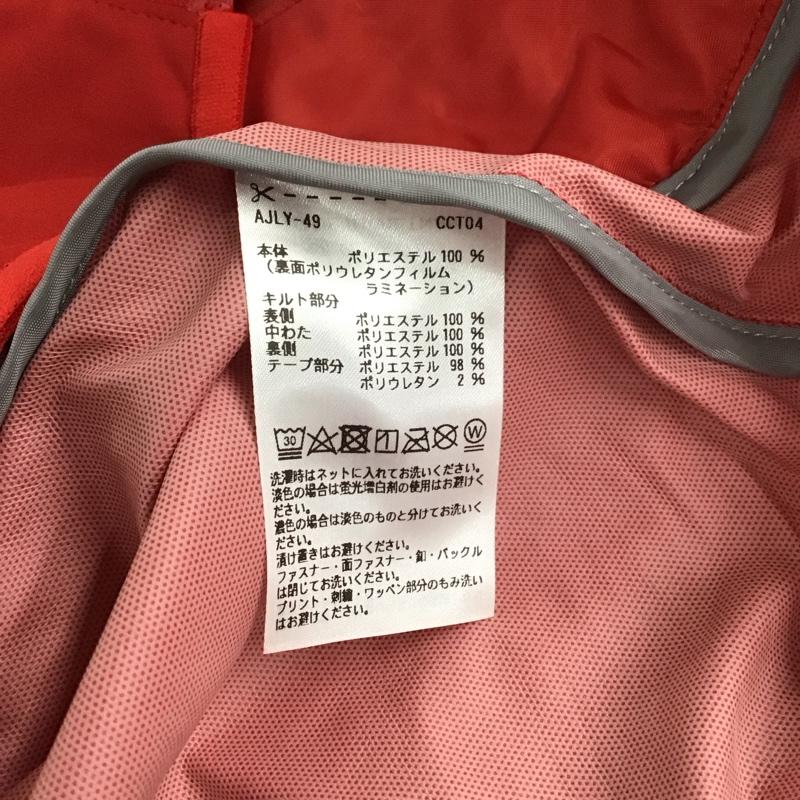 AJLY-49 CCT04
本体 ポリエステル 100 %
(裏面ポリウレタンフィルム
ラミネーション)
キルト部分
表側 ポリエステル 100 %
中わた ポリエステル 100 %
裏側 ポリエステル 100 %
テープ部分 ポリエステル 98 %
ポリウレタン 2 %
30 W
洗濯時はネットに入れてお洗いください。
淡色の場合は蛍光増白剤の使用はお避けく
ださい。
濃色の場合は淡色のものと分けてお洗いく
ださい。
漬け置きはお避けください。
ファスナー・面ファスナー・釦・バックル
は閉じてお洗いください。
プリント・刺繍・ワッペン部分のもみ洗い
はお避けください。